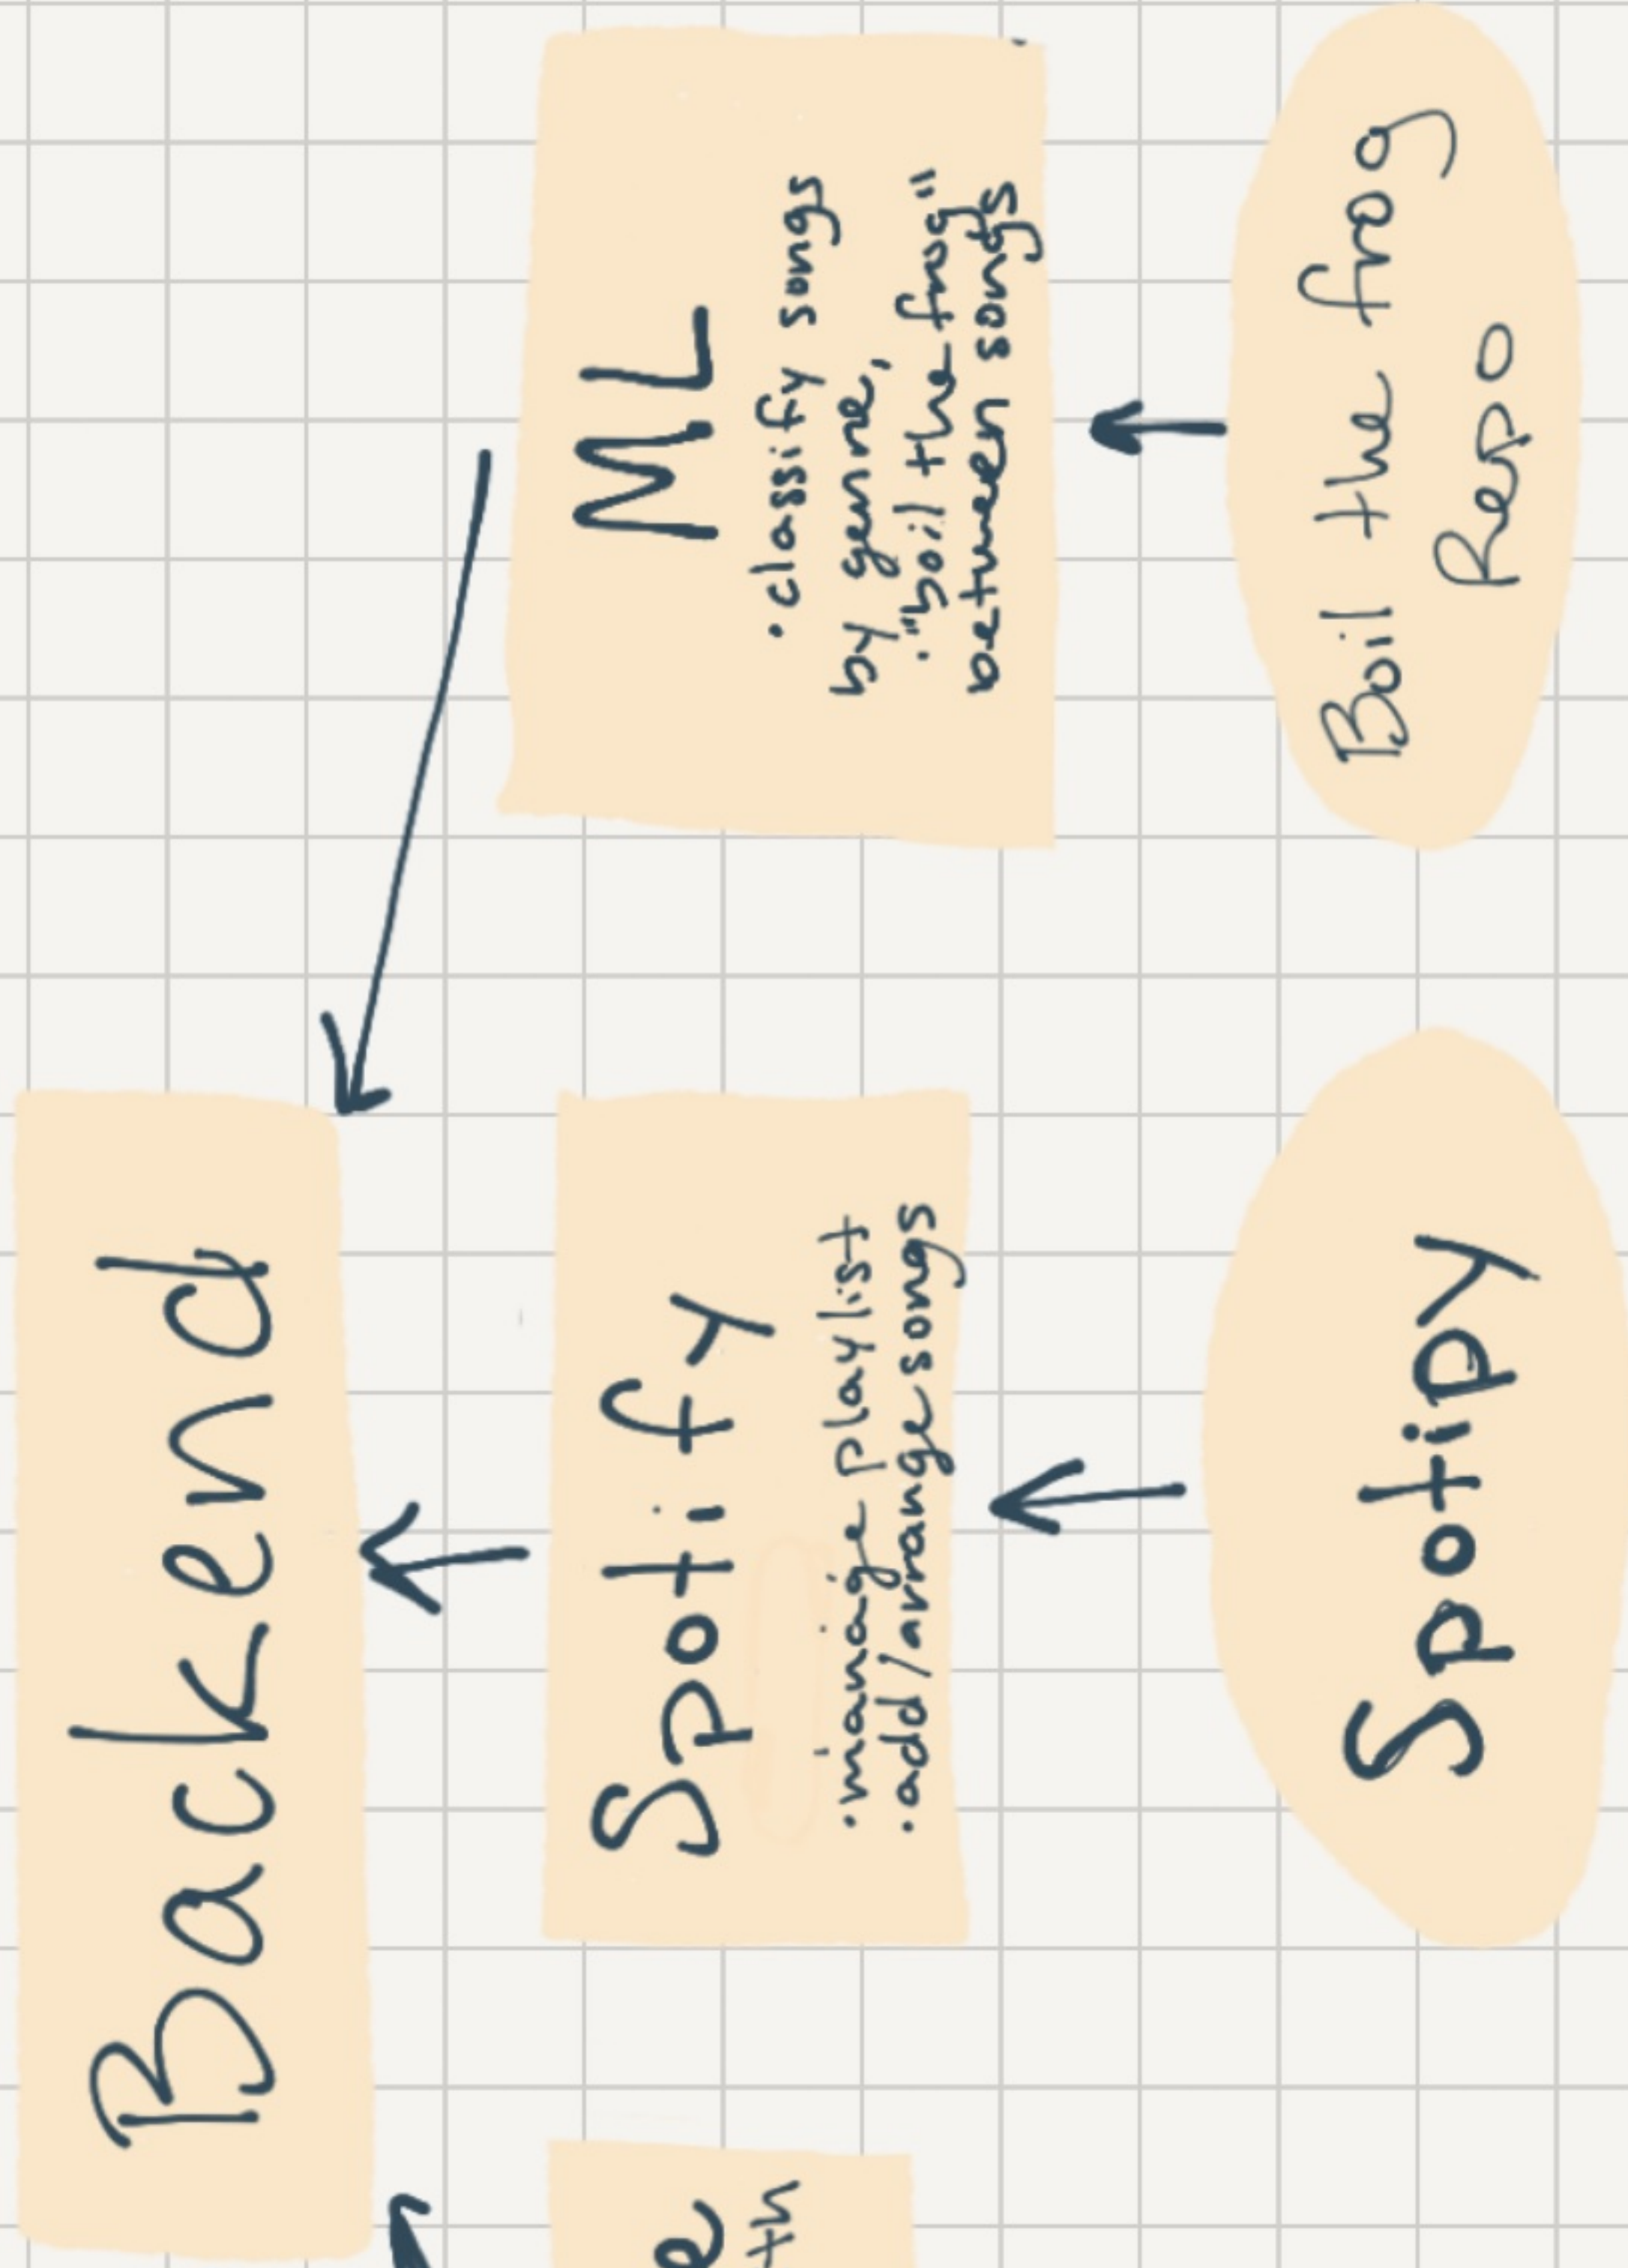 Backend
ML
• classify songs
by genre,
• "boil the frog"
between songs
Boil the frog
Repo
Spotify
• manage playlist
• add/arrange songs
Spotipy
e
th